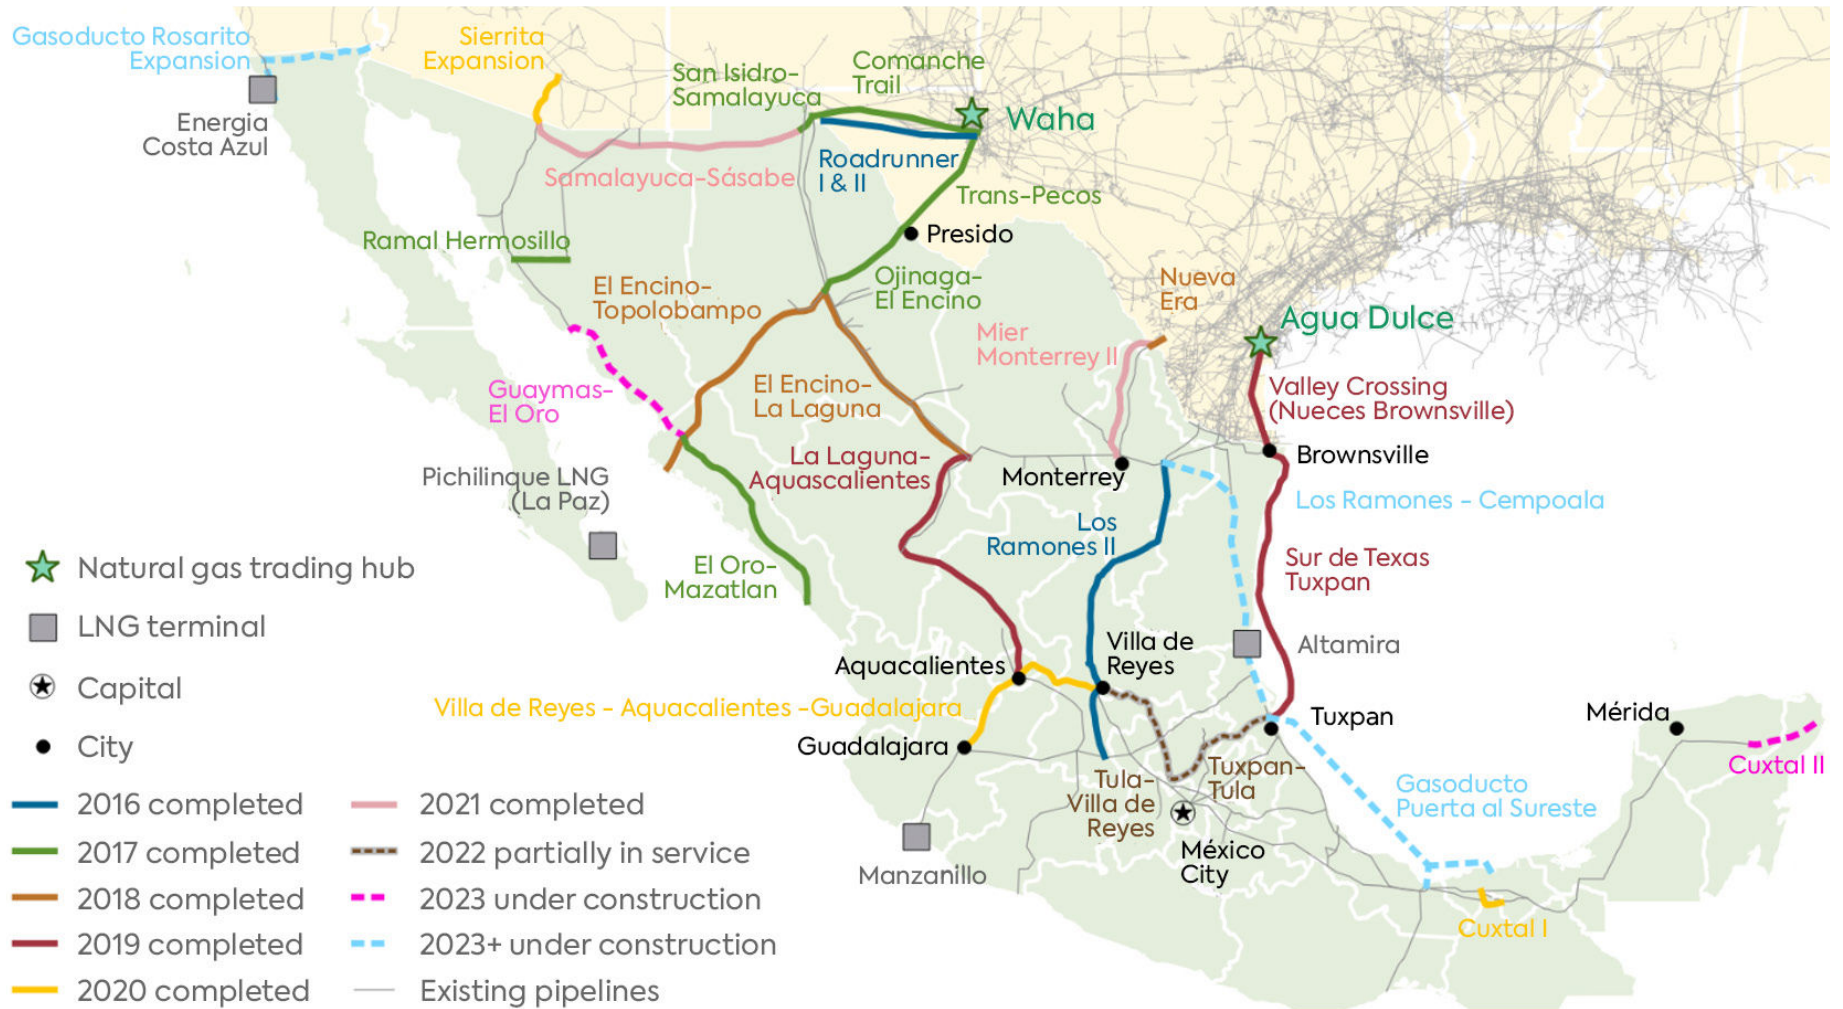 Gasoducto Rosarito
Expansion
Sierrita
Expansion
San Isidro-
Samalayuca
Comanche
Trail
Waha
Energia
Costa Azul
Roadrunner
I & II
Samalayuca-Sásabe
Trans-Pecos
Presido
Ramal Hermosillo
El Encino-
Topolobampo
Ojinaga-
El Encino
Nueva
Era
Agua Dulce
Mier
Monterrey II
Guaymas-
El Oro
El Encino-
La Laguna
Valley Crossing
(Nueces Brownsville)
La Laguna-
Aquascalientes
Monterrey
Brownsville
Pichilinque LNG
(La Paz)
Los Ramones - Cempoala
Los
Ramones II
El Oro-
Mazatlan
Sur de Texas
Tuxpan
Altamira
Villa de
Reyes
Aquacalientes
Villa de Reyes - Aquacalientes -Guadalajara
Guadalajara
Tuxpan
Mérida
Cuxtal II
Tula-
Villa de
Reyes
Tuxpan-
Tula
Gasoducto
Puerta al Sureste
México
City
Manzanillo
Cuxtal I
Natural gas trading hub
LNG terminal
Capital
City
2016 completed
2017 completed
2018 completed
2019 completed
2020 completed
2021 completed
2022 partially in service
2023 under construction
2023+ under construction
Existing pipelines